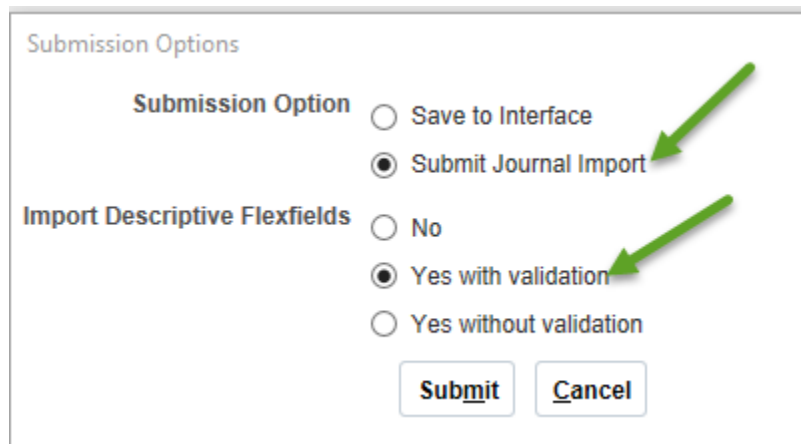 Submission Options
Submission Option
Save to Interface
Submit Journal Import
Import Descriptive Flexfields
No
Yes with validation
Yes without validation
Submit Cancel